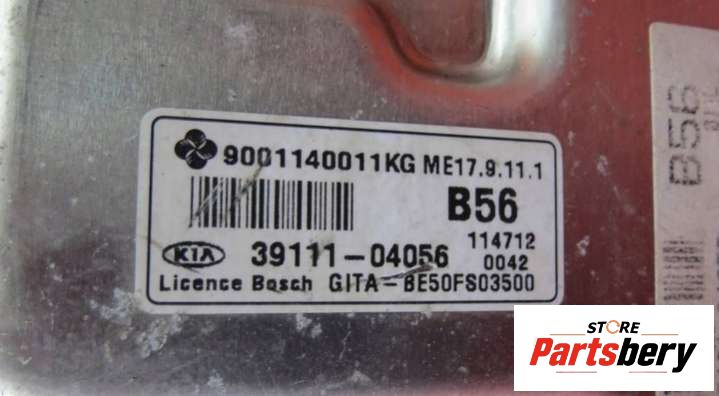 9001140011KG ME17.9.11.1
B56
114712
KIA 39111-04056 0042
Licence Bosch GITA-BE50FS03500
B56
STORE
Partsbery